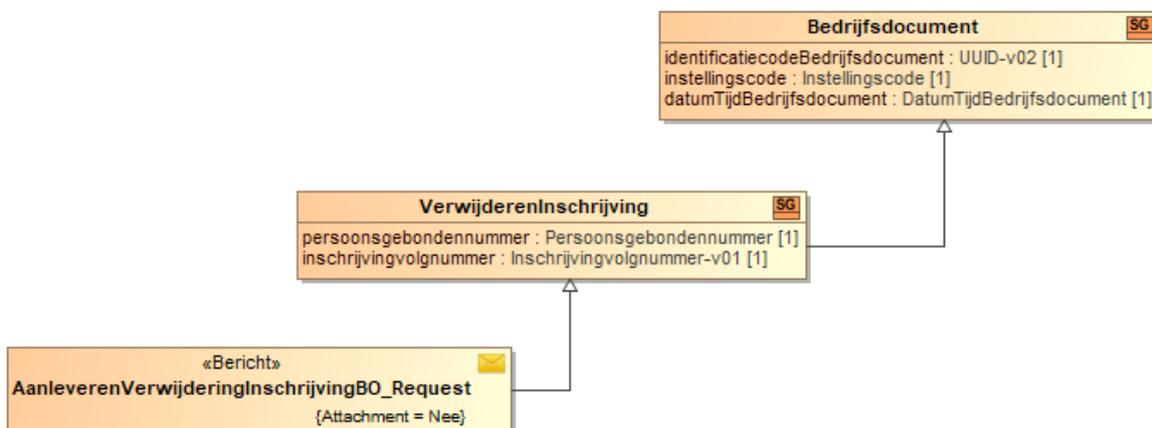 Bedrijfsdocument
SG
identificatiecodeBedrijfsdocument : UUID-v02 [1]
instellingscode : Instellingscode [1]
datumTijdBedrijfsdocument : DatumTijdBedrijfsdocument [1]
VerwijderenInschrijving
SG
persoonsgebondennummer : Persoonsgebondennummer [1]
inschrijvingvolgnummer : Inschrijvingvolgnummer-v01 [1]
«Bericht»
AanleverenVerwijderingInschrijvingBO_Request
{Attachment = Nee}